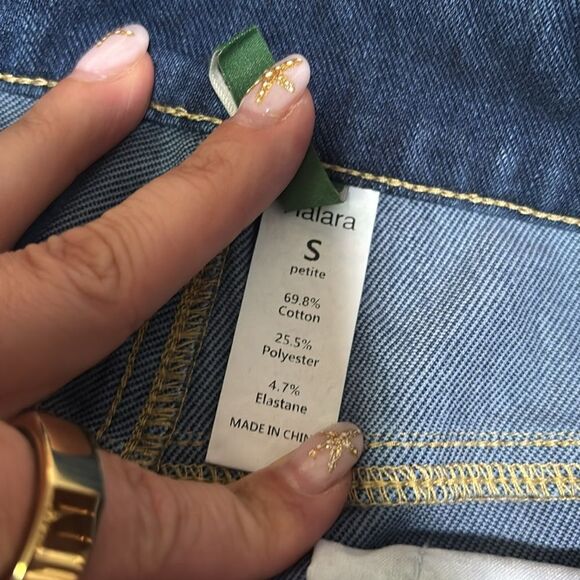 halara
S
petite
69.8%
Cotton
25.5%
Polyester
4.7%
Elastane
MADE IN CHIN